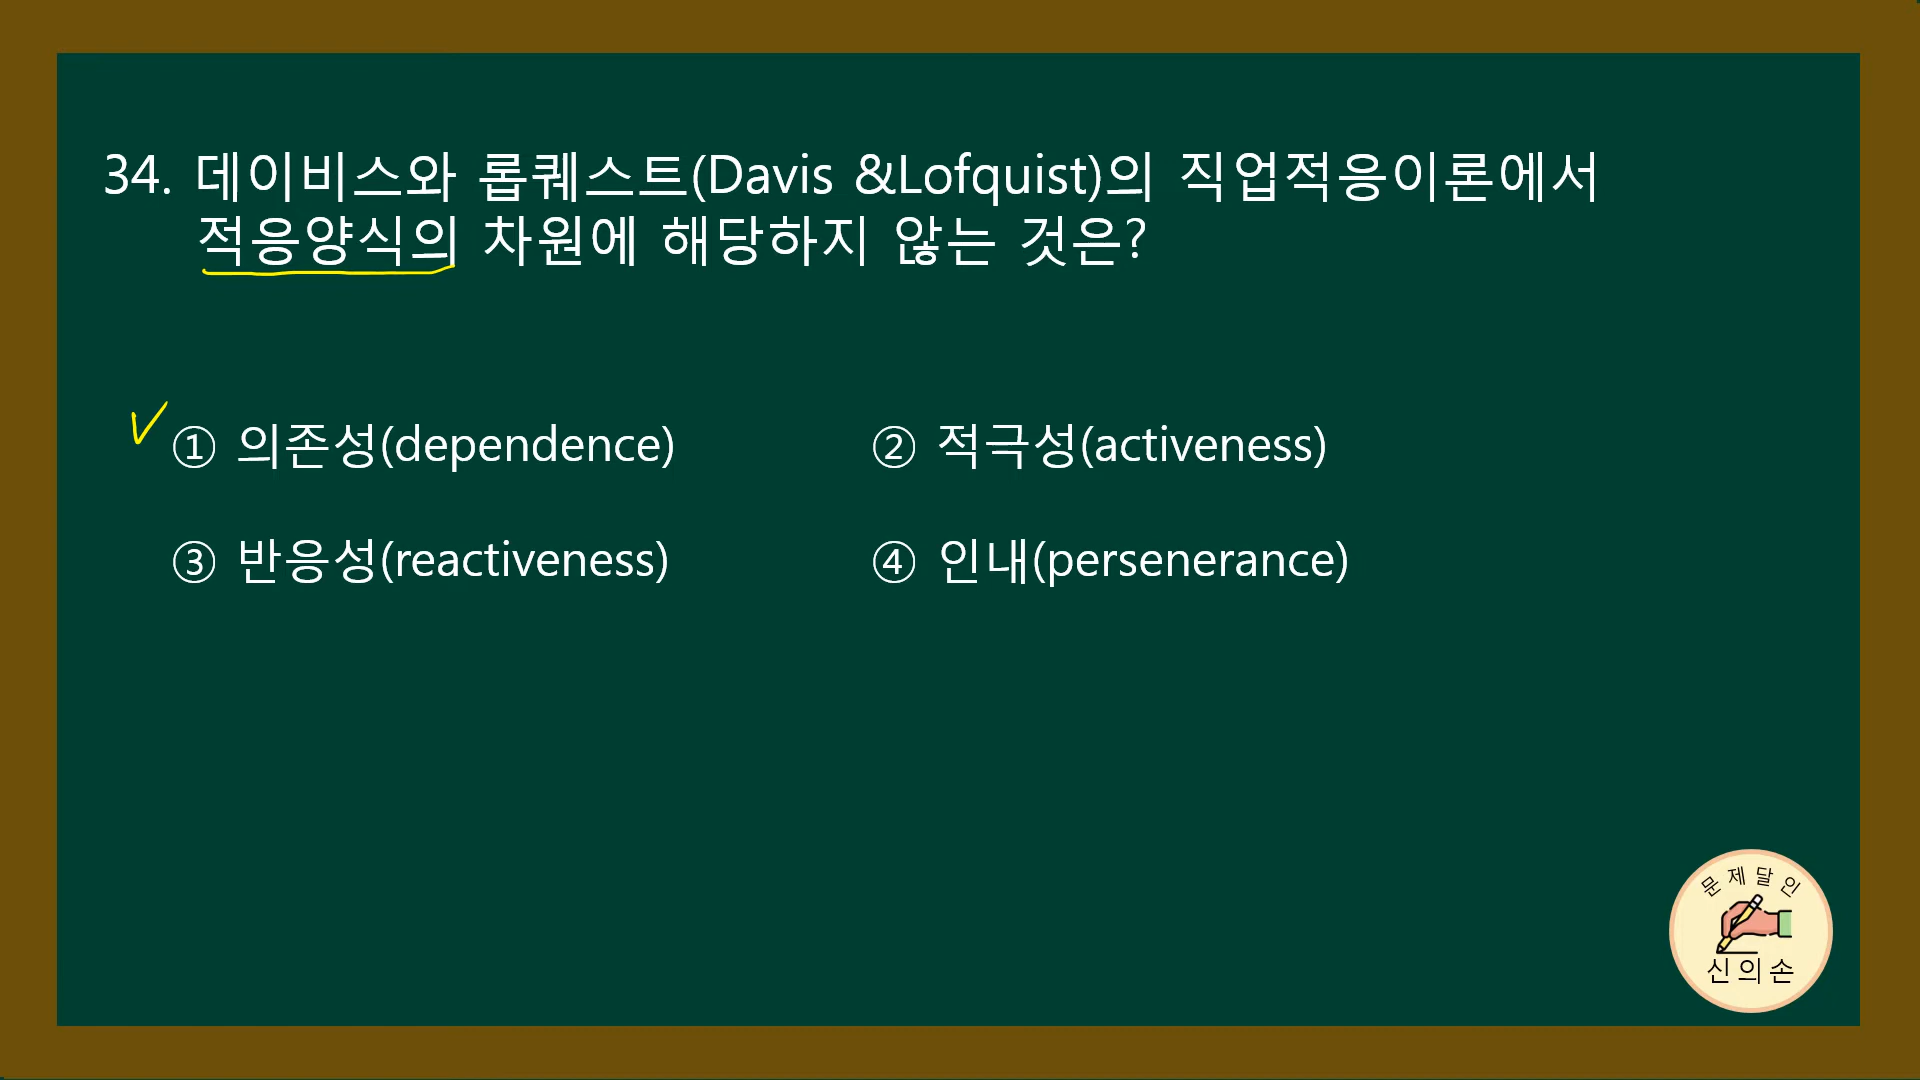 34. 데이비스와 롭퀘스트(Davis &Lofquist)의 직업적응이론에서
적응양식의 차원에 해당하지 않는 것은?
① 의존성(dependence)
② 적극성(activeness)
③ 반응성(reactiveness)
④ 인내(persenerance)
문제달인
신의손